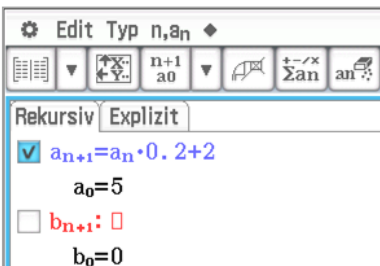 Edit Typ n,aₙ
n+1
a0
Σan an
Rekursiv Explizit
aₙ₊₁=aₙ·0.2+2
a₀=5
bₙ₊₁:
b₀=0